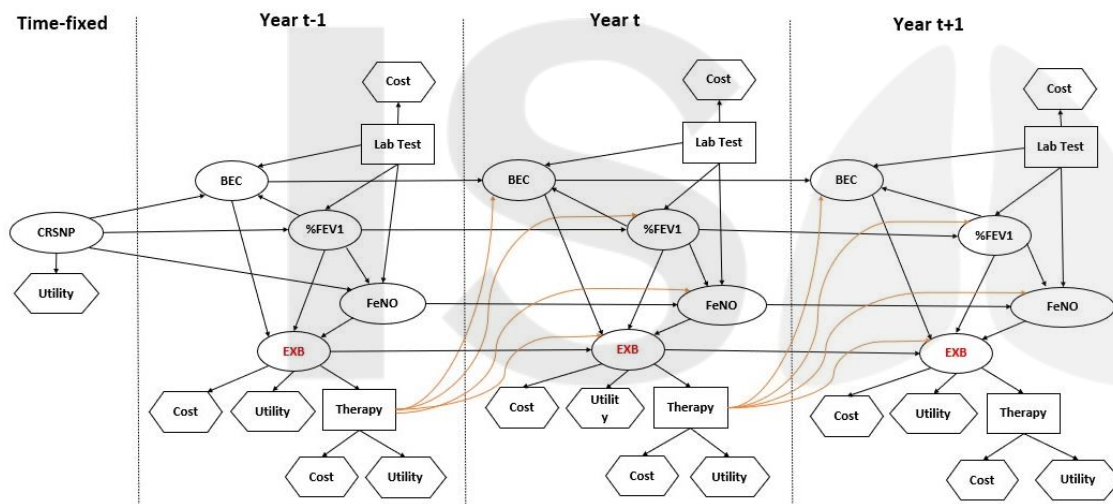 Time-fixed
Year t-1
Year t
Year t+1
Cost
Lab Test
BEC
%FEV1
CRSNP
Utility
FeNO
EXB
Cost
Utility
Therapy
Cost
Utility
Cost
Lab Test
BEC
%FEV1
FeNO
EXB
Cost
Utilit
y
Therapy
Cost
Utility
Cost
Lab Test
BEC
%FEV1
FeNO
EXB
Cost
Utility
Therapy
Cost
Utility